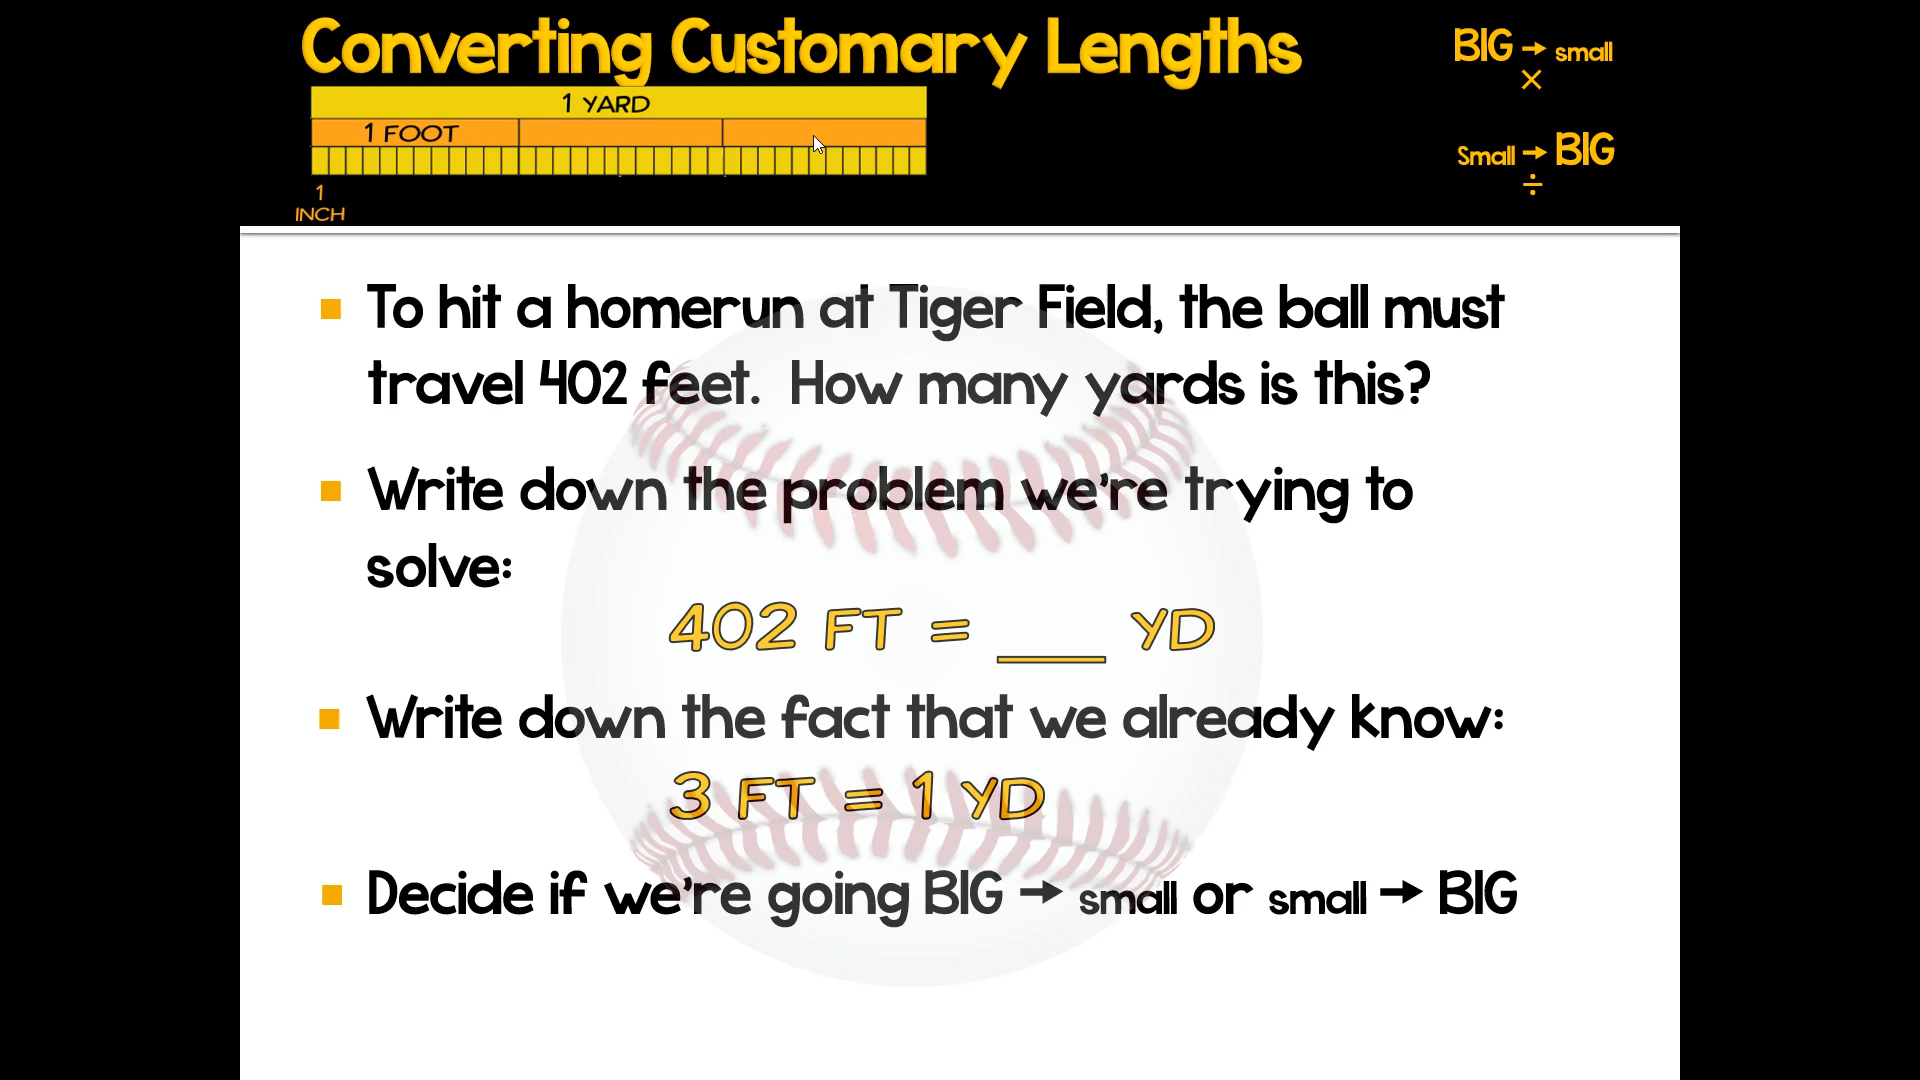 Converting Customary Lengths
BIG → small
×
1 YARD
1 FOOT
Small → BIG
÷
1
INCH
To hit a homerun at Tiger Field, the ball must
travel 402 feet. How many yards is this?
Write down the problem we're trying to
solve:
402 FT = ___ YD
Write down the fact that we already know:
3 FT = 1 YD
Decide if we're going BIG → small or small → BIG